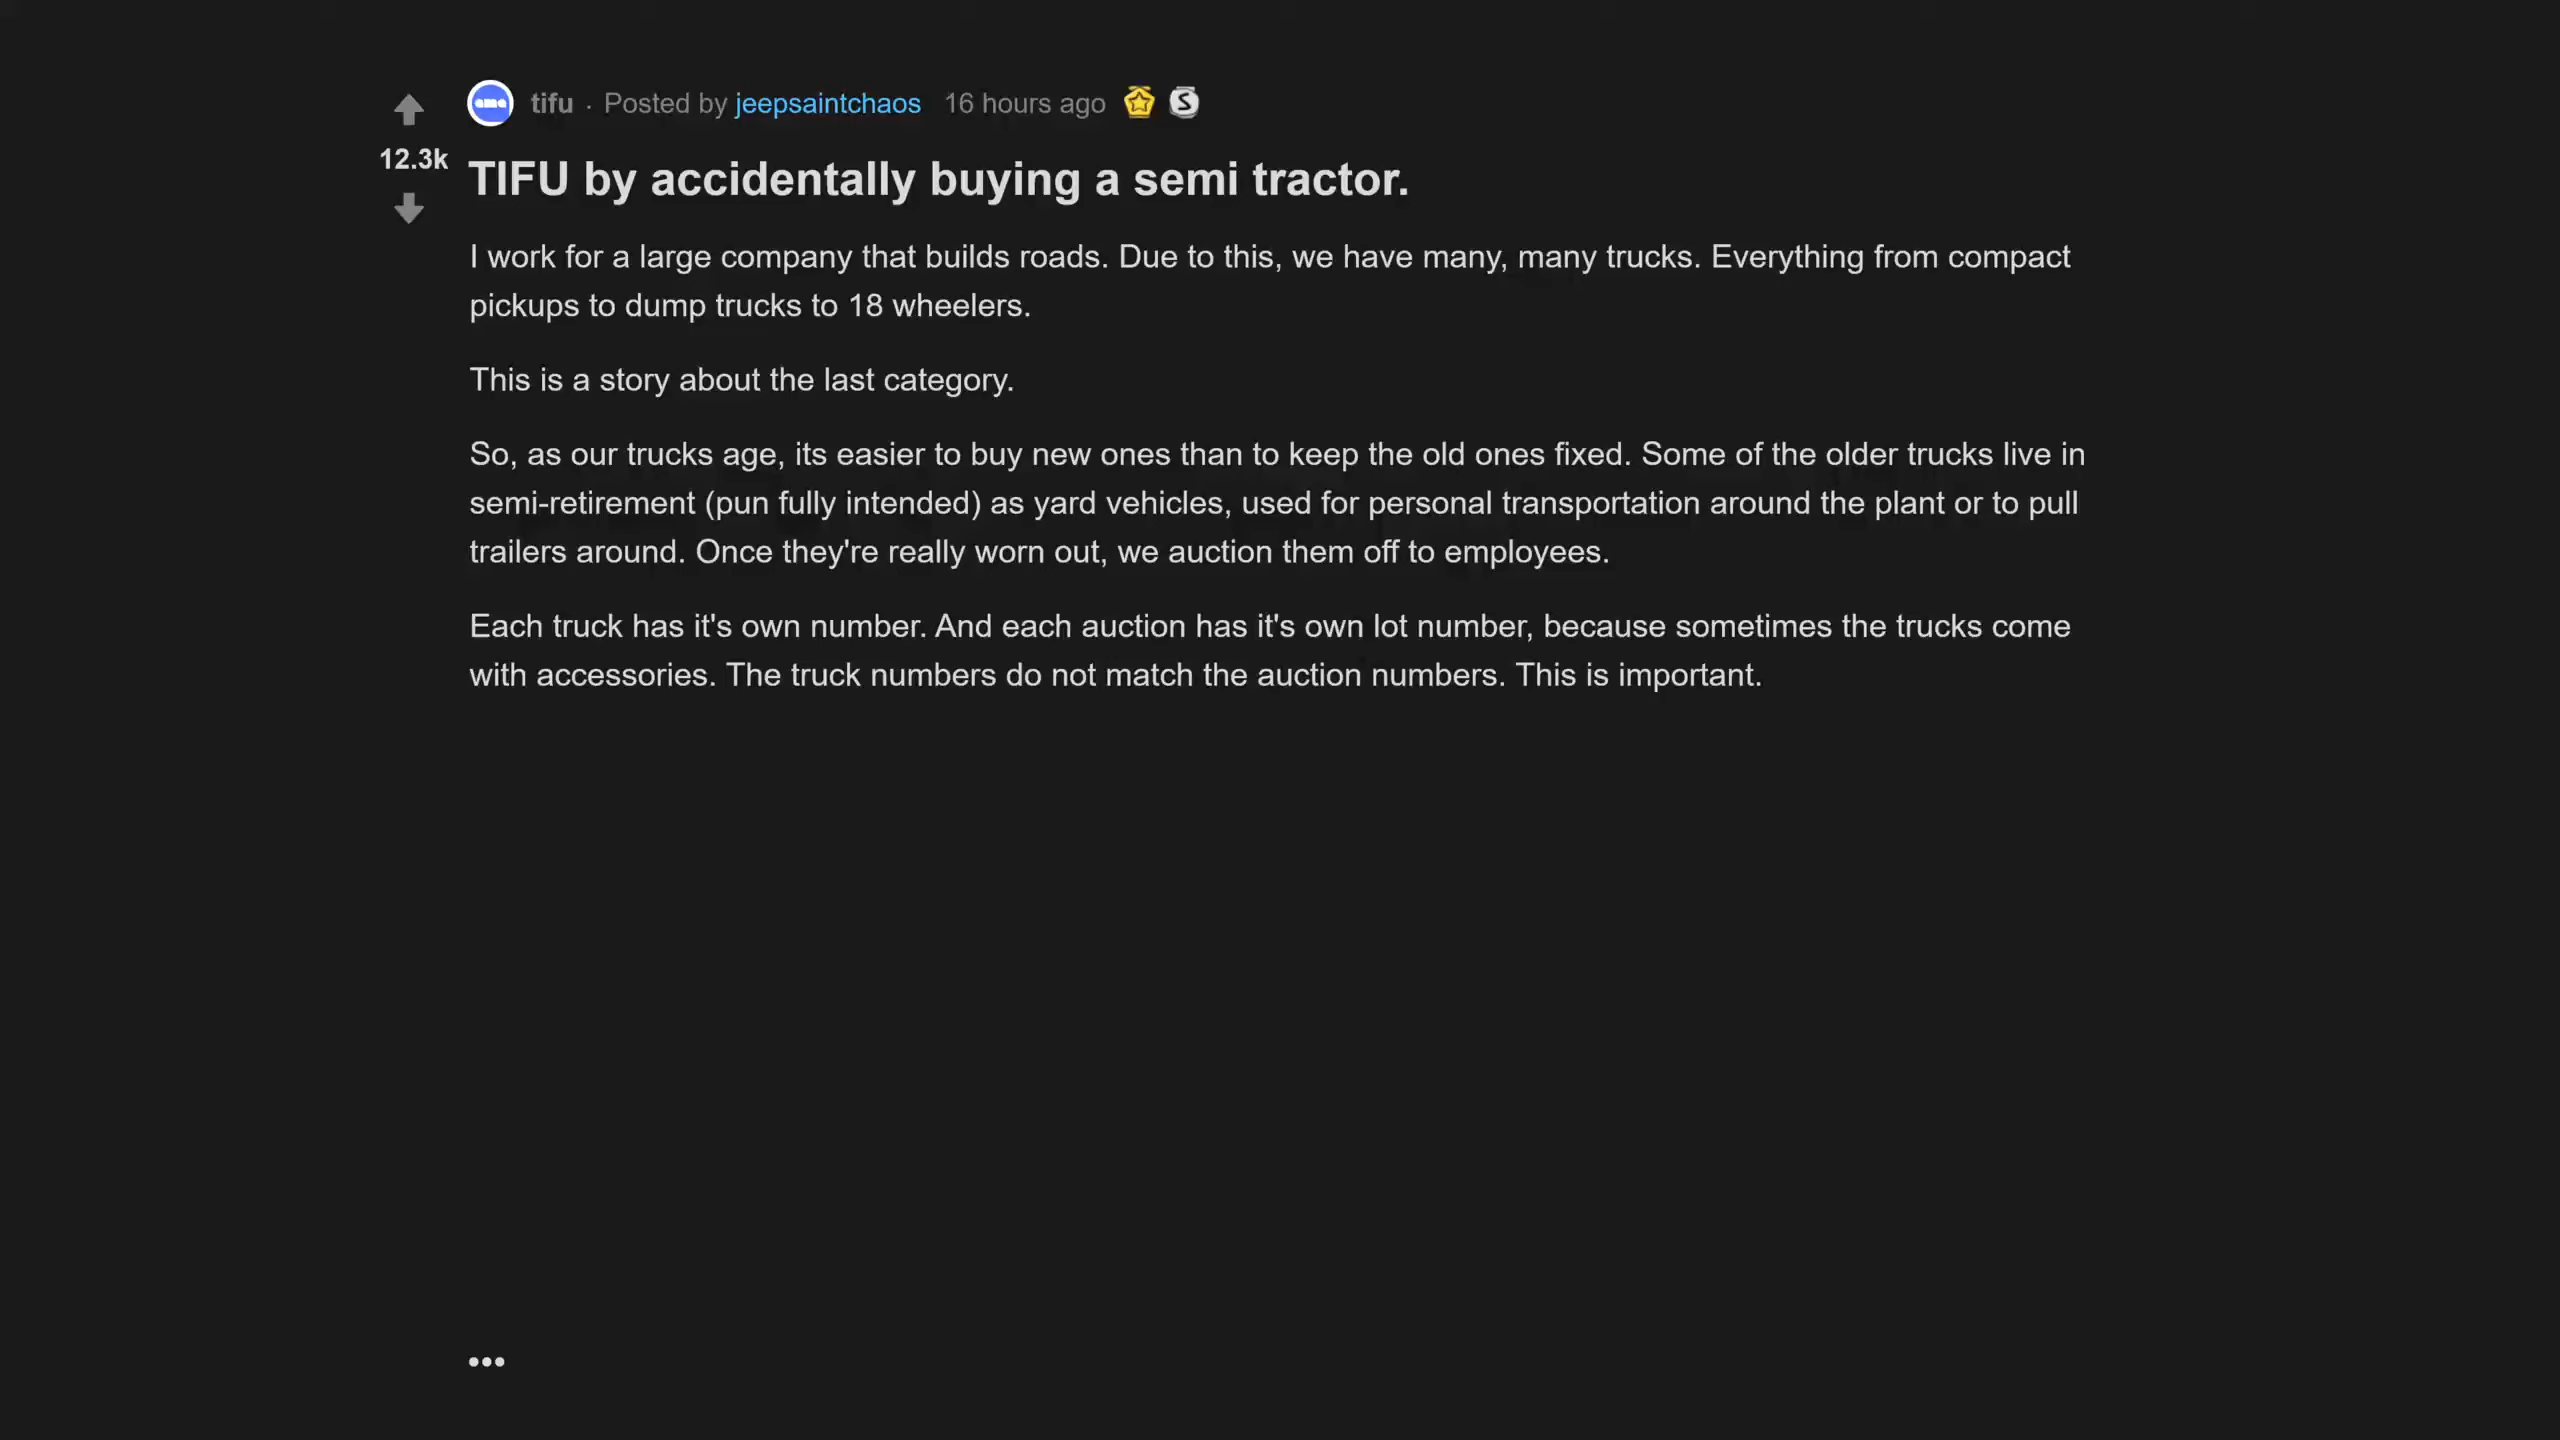 tifu · Posted by jeepsaintchaos 16 hours ago
12.3k
TIFU by accidentally buying a semi tractor.
I work for a large company that builds roads. Due to this, we have many, many trucks. Everything from compact
pickups to dump trucks to 18 wheelers.
This is a story about the last category.
So, as our trucks age, its easier to buy new ones than to keep the old ones fixed. Some of the older trucks live in
semi-retirement (pun fully intended) as yard vehicles, used for personal transportation around the plant or to pull
trailers around. Once they're really worn out, we auction them off to employees.
Each truck has it's own number. And each auction has it's own lot number, because sometimes the trucks come
with accessories. The truck numbers do not match the auction numbers. This is important.
•••